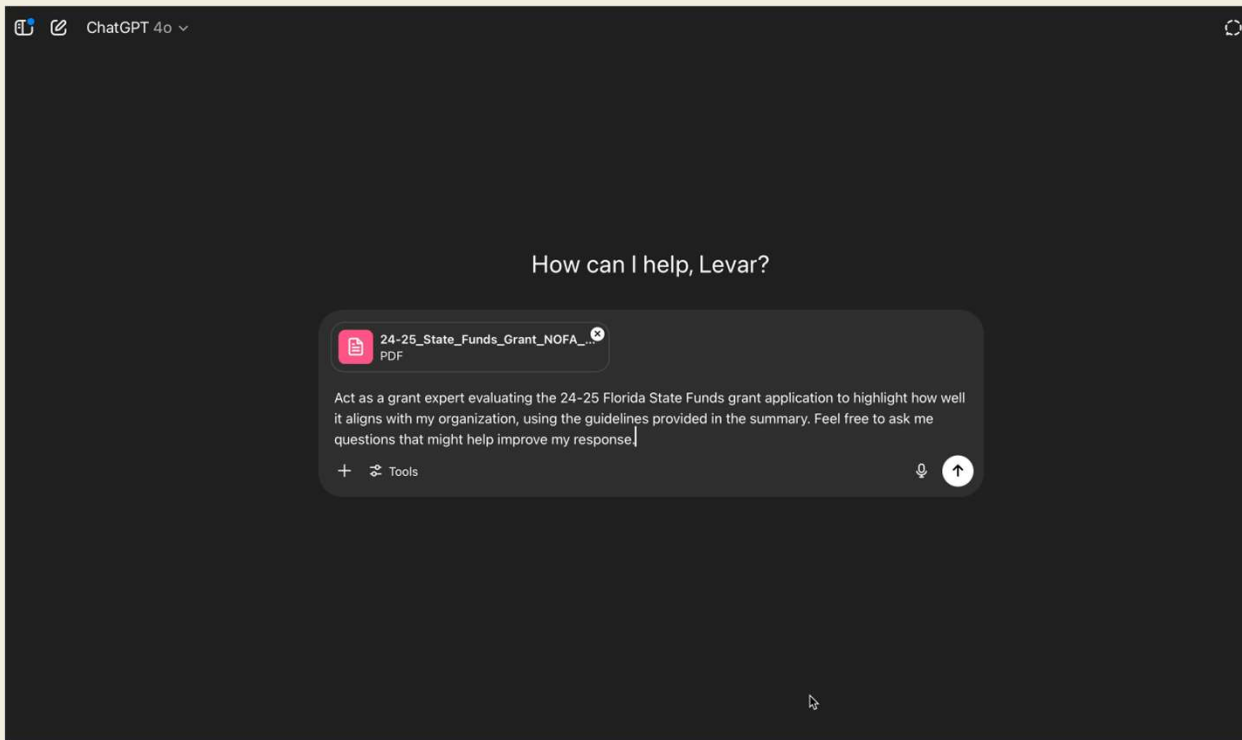 ChatGPT 4o
How can I help, Levar?
24-25_State_Funds_Grant_NOFA_...
PDF
Act as a grant expert evaluating the 24-25 Florida State Funds grant application to highlight how well
it aligns with my organization, using the guidelines provided in the summary. Feel free to ask me
questions that might help improve my response.
Tools